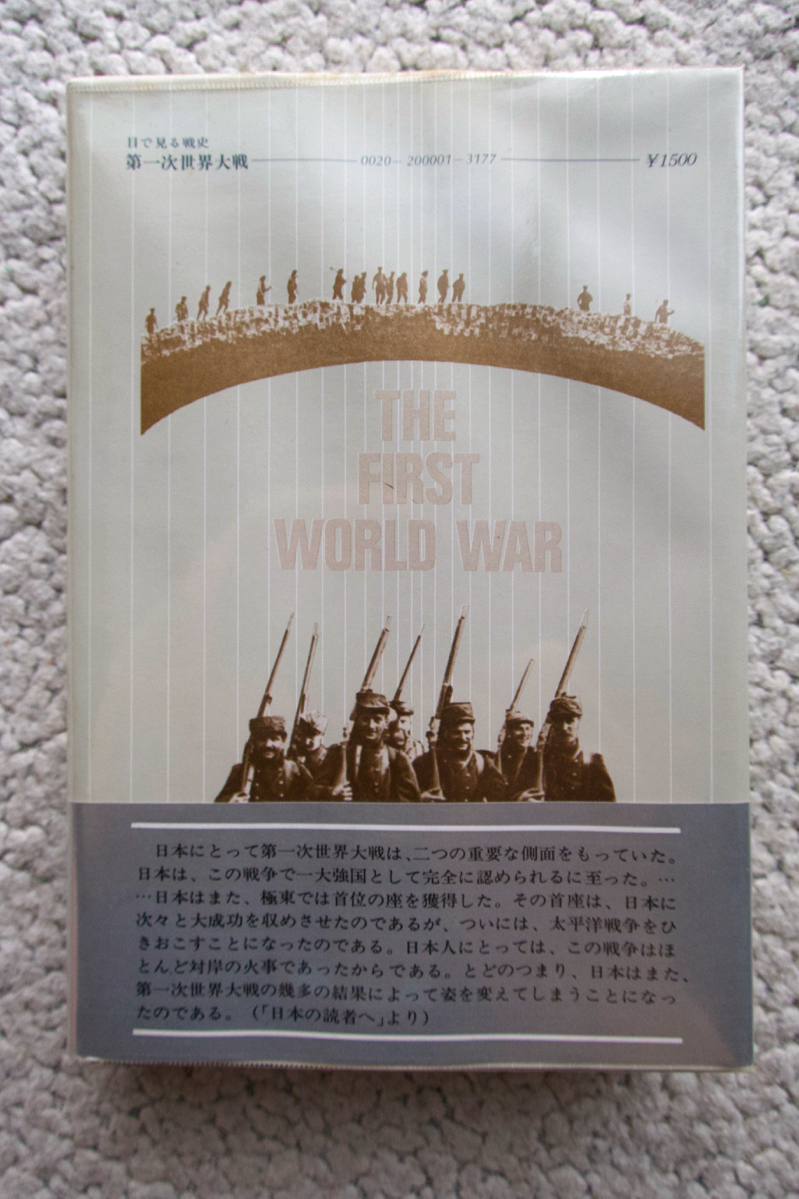 目で見る戦史
第一次世界大戦 0020-200001-3177 ¥1500
THE
FIRST
WORLD WAR
日本にとって第一次世界大戦は、二つの重要な側面をもっていた。
日本は、この戦争で一大強国として完全に認められるに至った。…
…日本はまた、極東では首位の座を獲得した。その首座は、日本に
次々と大成功を収めさせたのであるが、ついには、太平洋戦争をひ
きおこすことになったのである。日本人にとっては、この戦争はほ
とんど対岸の火事であったからである。とどのつまり、日本はまた、
第一次世界大戦の幾多の結果によって姿を変えてしまうことになっ
たのである。(「日本の読者へ」より)